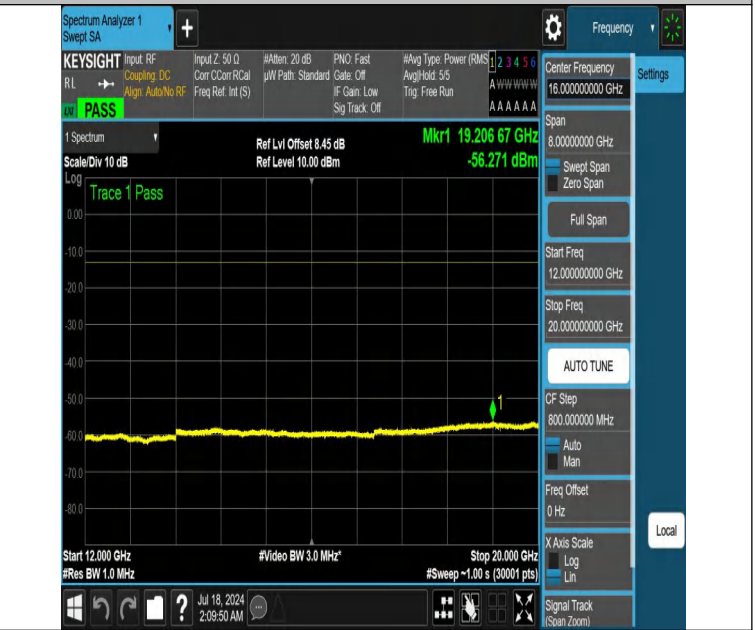 Spectrum Analyzer 1
Swept SA
Frequency
KEYSIGHT
RL
PASS
Input: RF
Coupling: DC
Align: Auto/No RF
Input Z: 50 Ω
Corr CCorr RCal
Freq Ref: Int (S)
#Atten: 20 dB
µW Path: Standard
PNO: Fast
Gate: Off
IF Gain: Low
Sig Track: Off
#Avg Type: Power (RMS
Avg|Hold: 5/5
Trig: Free Run
1 2 3 4 5 6
A W W W W W
A A A A A A
1 Spectrum
Scale/Div 10 dB
Log
Ref Lvl Offset 8.45 dB
Ref Level 10.00 dBm
Mkr1 19.206 67 GHz
-56.271 dBm
Trace 1 Pass
0.00
-10.0
-20.0
-30.0
-40.0
-50.0
-60.0
-70.0
-80.0
1
Start 12.000 GHz
#Res BW 1.0 MHz
#Video BW 3.0 MHz*
Stop 20.000 GHz
#Sweep ~1.00 s (30001 pts)
?
Jul 18, 2024
2:09:50 AM
Center Frequency
16.000000000 GHz
Span
8.00000000 GHz
Swept Span
Zero Span
Full Span
Start Freq
12.000000000 GHz
Stop Freq
20.000000000 GHz
AUTO TUNE
CF Step
800.000000 MHz
Auto
Man
Freq Offset
0 Hz
X Axis Scale
Log
Lin
Signal Track
(Span Zoom)
Settings
Local